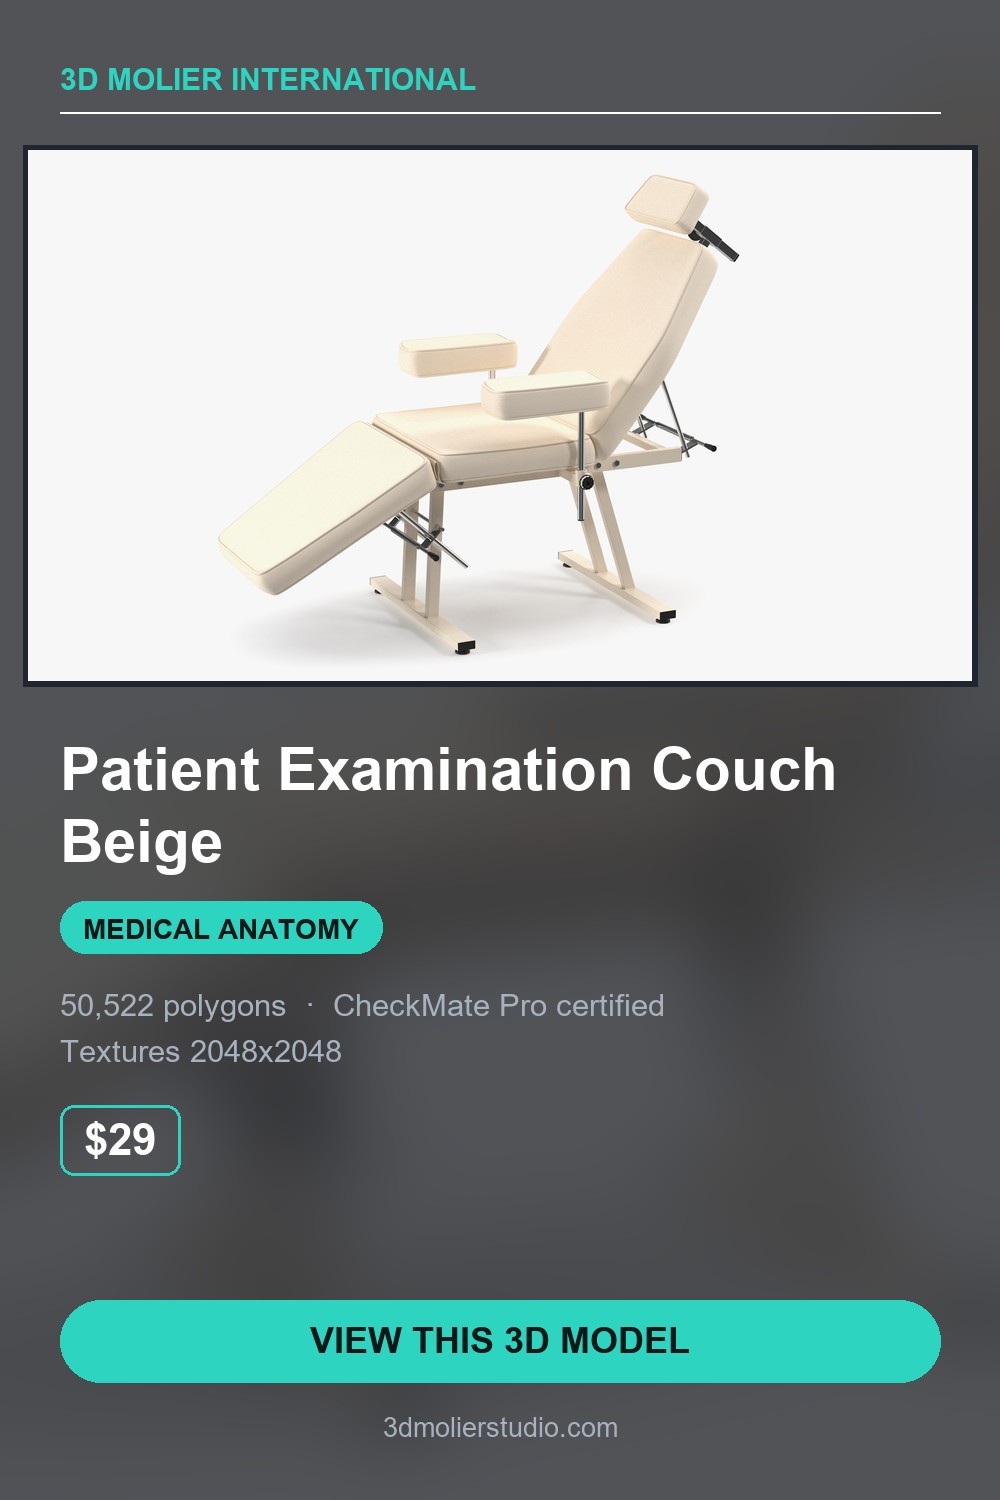 3D MOLIER INTERNATIONAL
Patient Examination Couch
Beige
MEDICAL ANATOMY
50,522 polygons · CheckMate Pro certified
Textures 2048x2048
$29
VIEW THIS 3D MODEL
3dmolierstudio.com